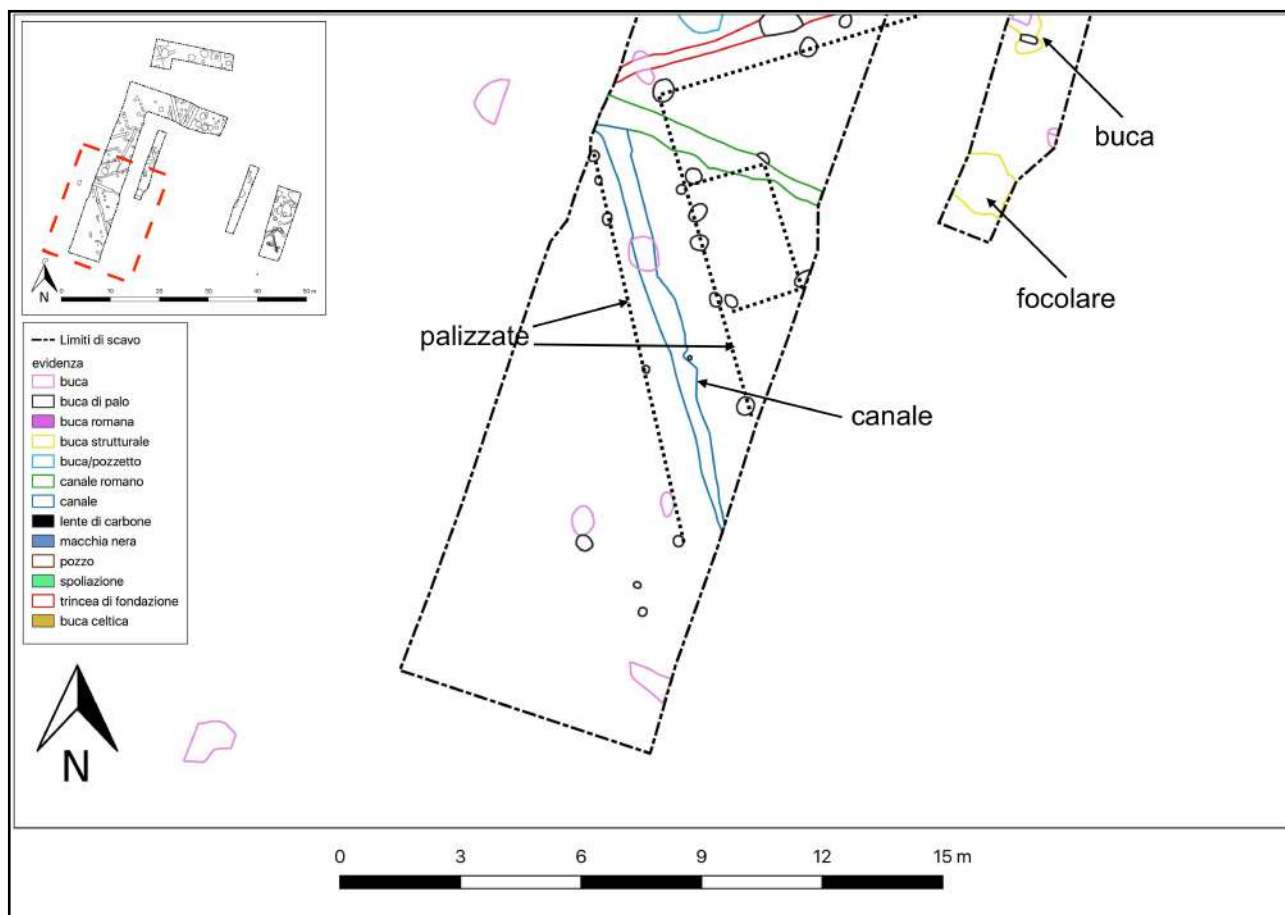 N
0 10 20 30 40 50 m
Limiti di scavo
evidenza
buca
buca di palo
buca romana
buca strutturale
buca/pozzetto
canale romano
canale
lente di carbone
macchia nera
pozzo
spoliazione
trincea di fondazione
buca celtica
N
buca
focolare
palizzate
canale
0 3 6 9 12 15 m